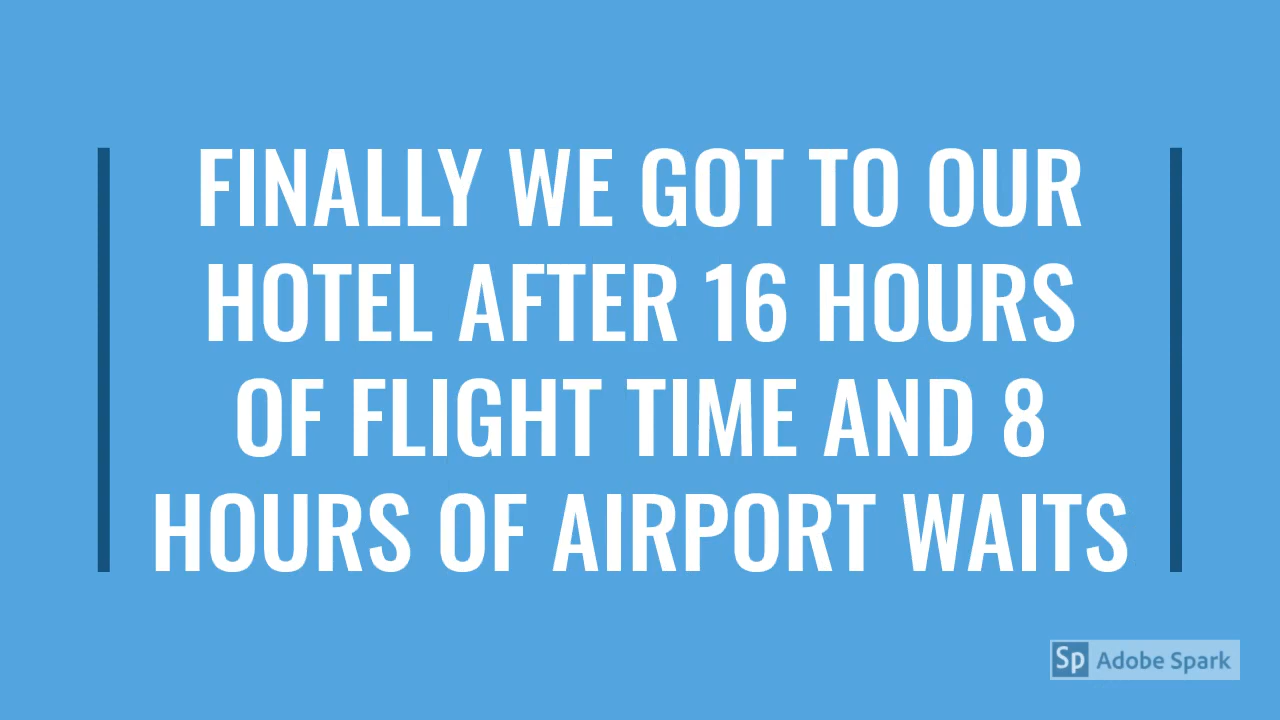 FINALLY WE GOT TO OUR
HOTEL AFTER 16 HOURS
OF FLIGHT TIME AND 8
HOURS OF AIRPORT WAITS
Sp Adobe Spark